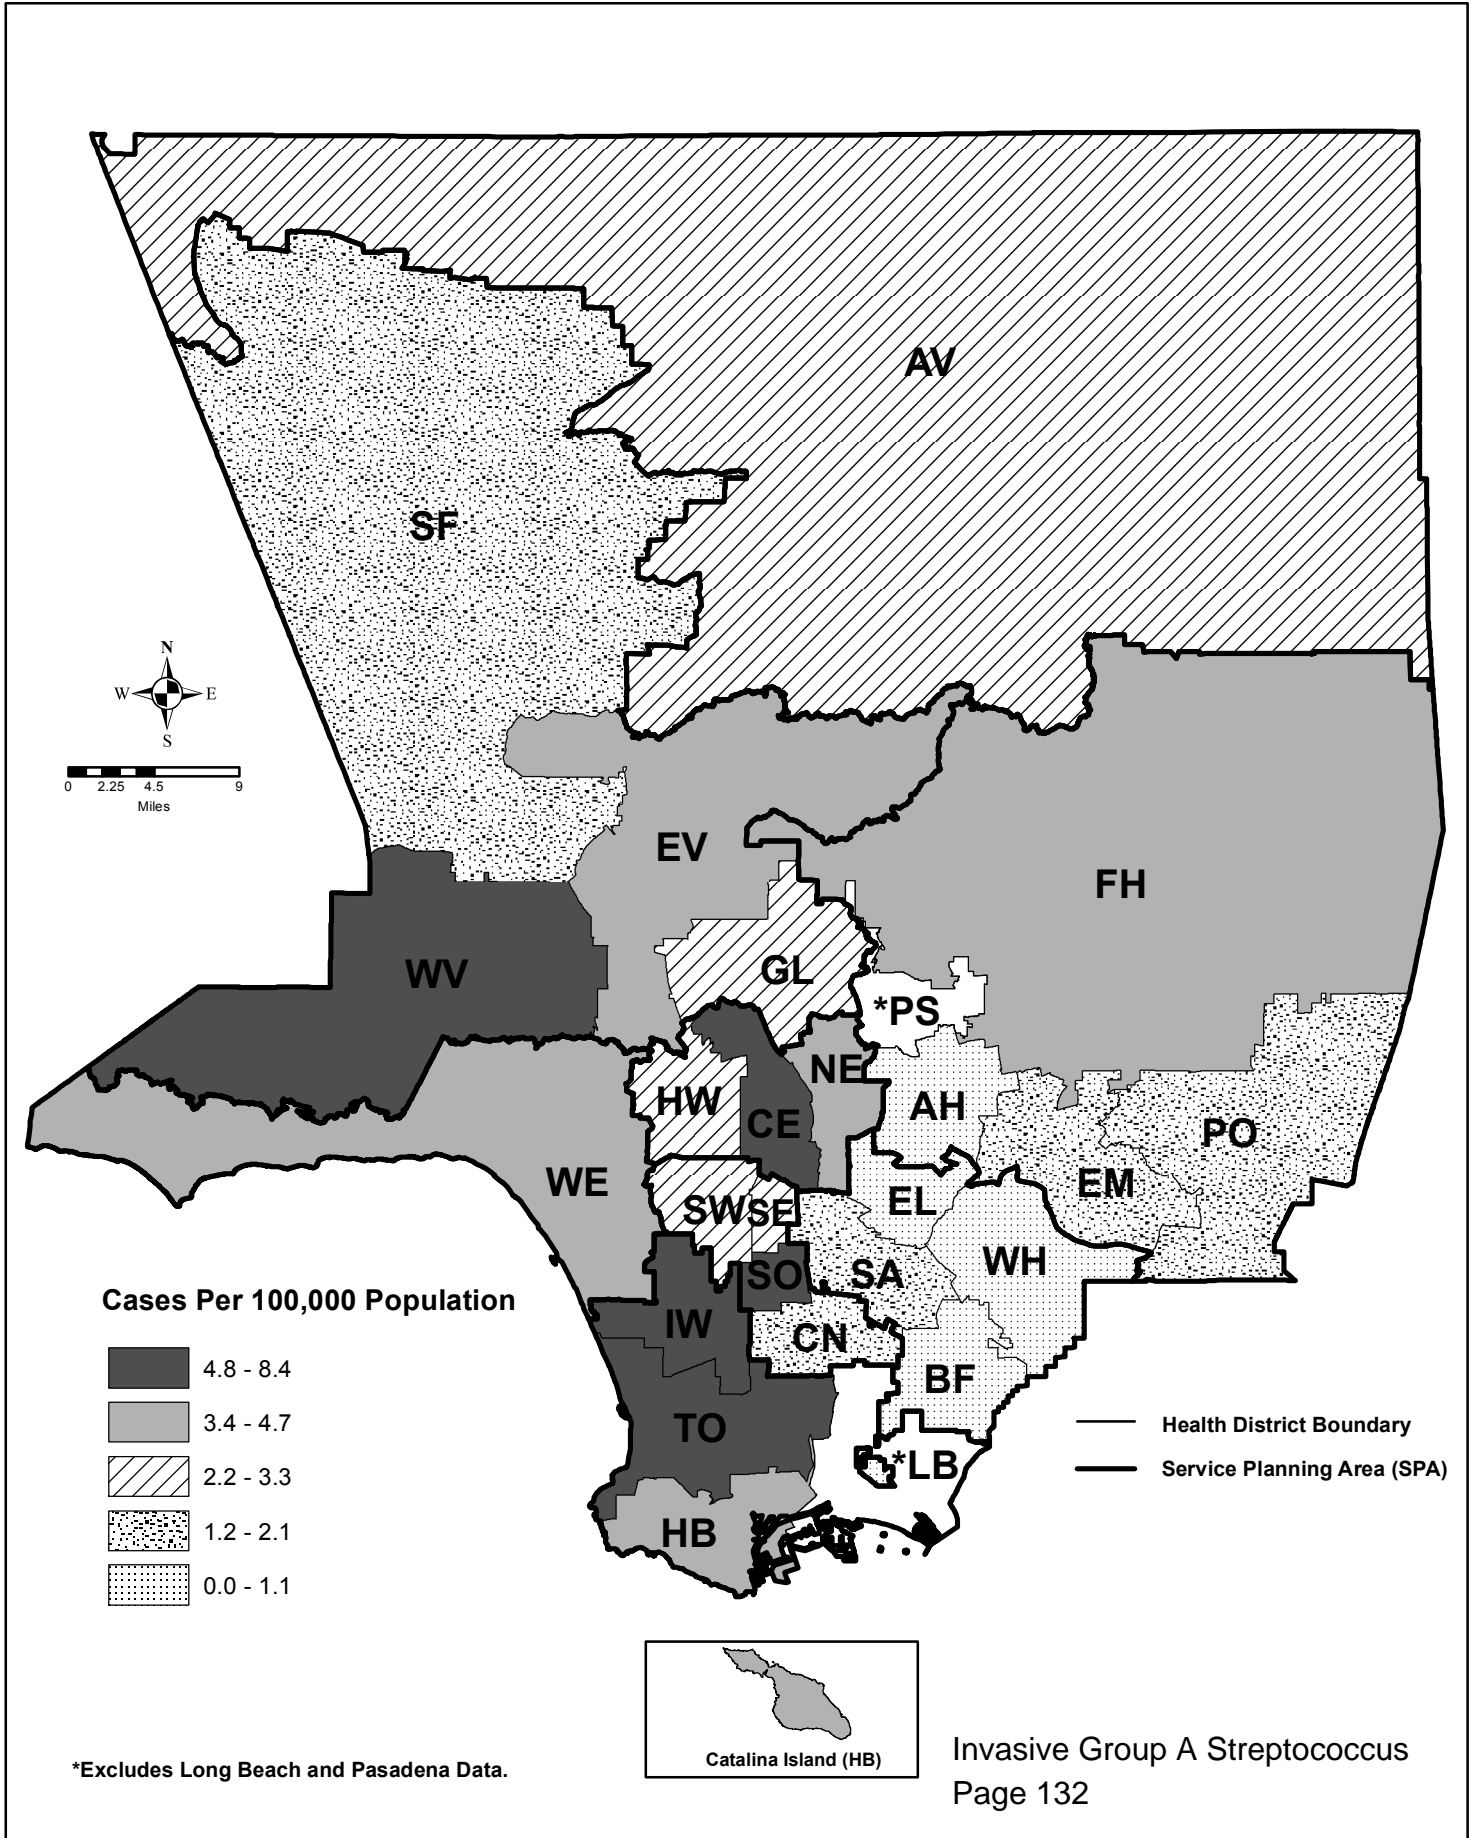 AV
SF
N
W E
S
0 2.25 4.5 9
Miles
EV
FH
WV
GL
*PS
NE
HW
CE
AH
PO
WE
EM
SW
SE
EL
WH
SO
SA
IW
CN
BF
TO
*LB
HB
Cases Per 100,000 Population
4.8 - 8.4
3.4 - 4.7
2.2 - 3.3
1.2 - 2.1
0.0 - 1.1
Health District Boundary
Service Planning Area (SPA)
Catalina Island (HB)
*Excludes Long Beach and Pasadena Data.
Invasive Group A Streptococcus
Page 132